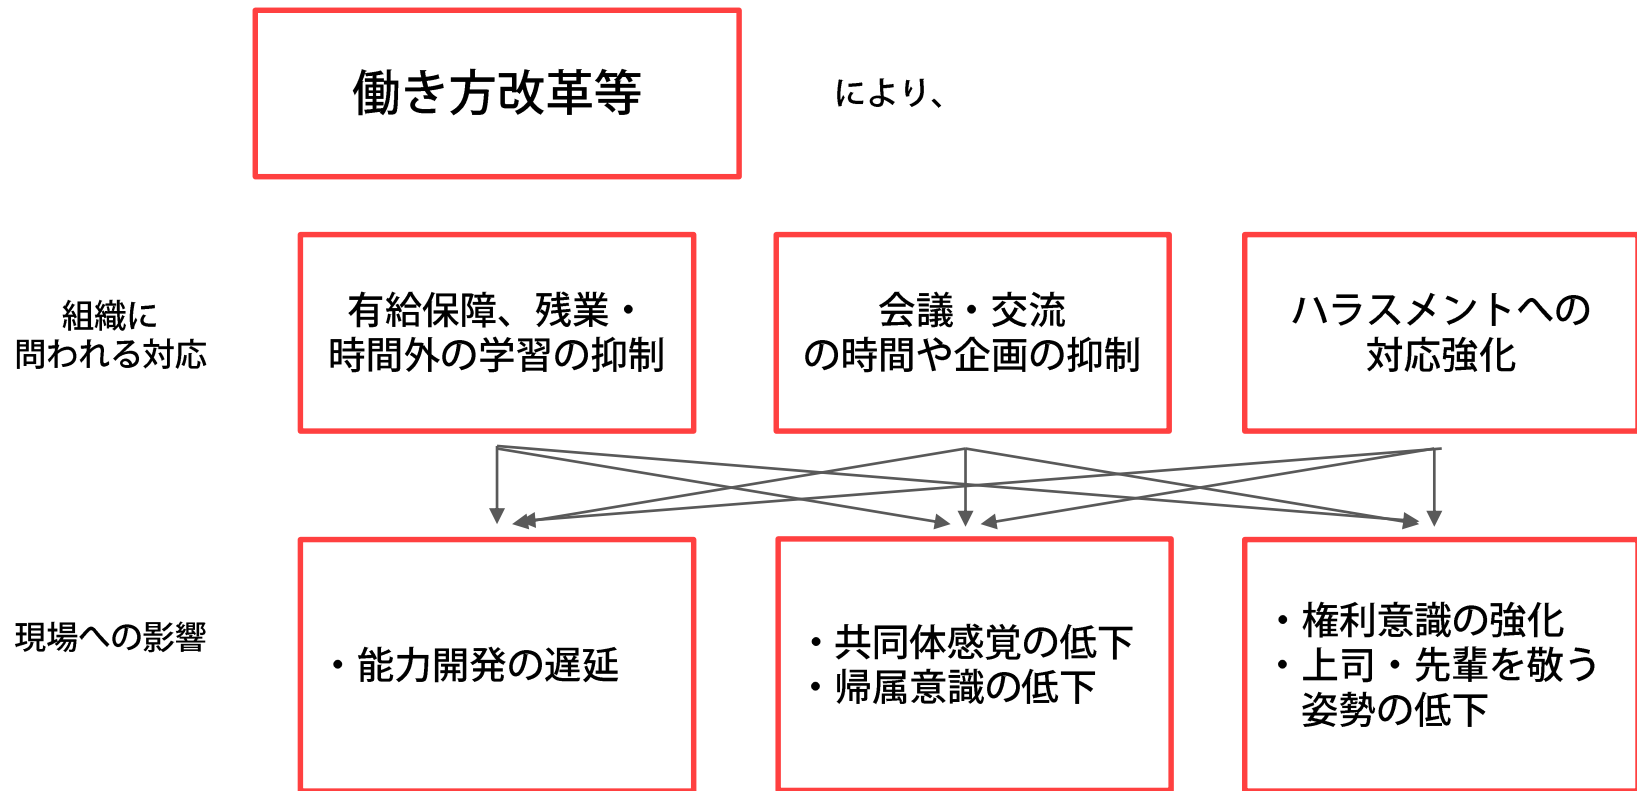 働き方改革等
により、
組織に
問われる対応
有給保障、残業・
時間外の学習の抑制
会議・交流
の時間や企画の抑制
ハラスメントへの
対応強化
現場への影響
・能力開発の遅延
・共同体感覚の低下
・帰属意識の低下
・権利意識の強化
・上司・先輩を敬う
姿勢の低下